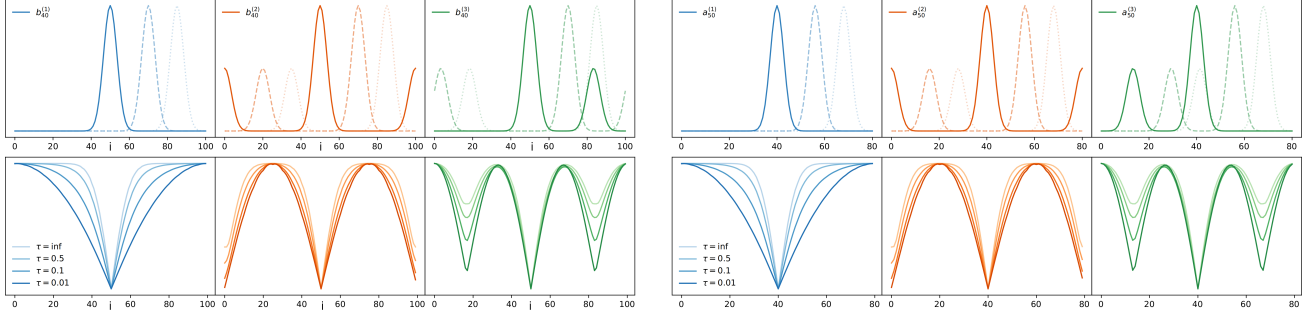 b₄₀⁽¹⁾ b₄₀⁽²⁾ b₄₀⁽³⁾ a₅₀⁽¹⁾ a₅₀⁽²⁾ a₅₀⁽³⁾
0 20 40 60 80 100 0 20 40 60 80 100 0 20 40 60 80 100 0 20 40 60 80 0 20 40 60 80 0 20 40 60 80
i i i
τ = inf τ = inf
τ = 0.5 τ = 0.5
τ = 0.1 τ = 0.1
τ = 0.01 τ = 0.01
0 20 40 60 80 100 0 20 40 60 80 100 0 20 40 60 80 100 0 20 40 60 80 0 20 40 60 80 0 20 40 60 80
i i i